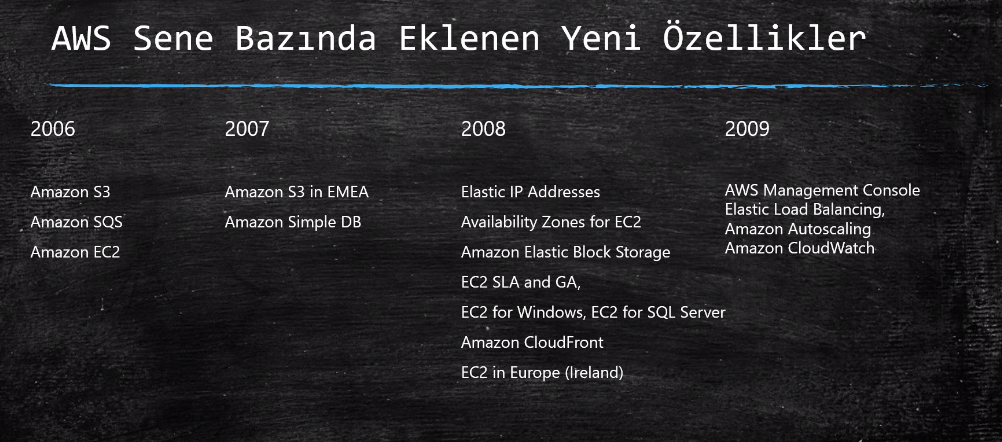 AWS Sene Bazında Eklenen Yeni Özellikler
2006
Amazon S3
Amazon SQS
Amazon EC2
2007
Amazon S3 in EMEA
Amazon Simple DB
2008
Elastic IP Addresses
Availability Zones for EC2
Amazon Elastic Block Storage
EC2 SLA and GA,
EC2 for Windows, EC2 for SQL Server
Amazon CloudFront
EC2 in Europe (Ireland)
2009
AWS Management Console
Elastic Load Balancing,
Amazon Autoscaling
Amazon CloudWatch